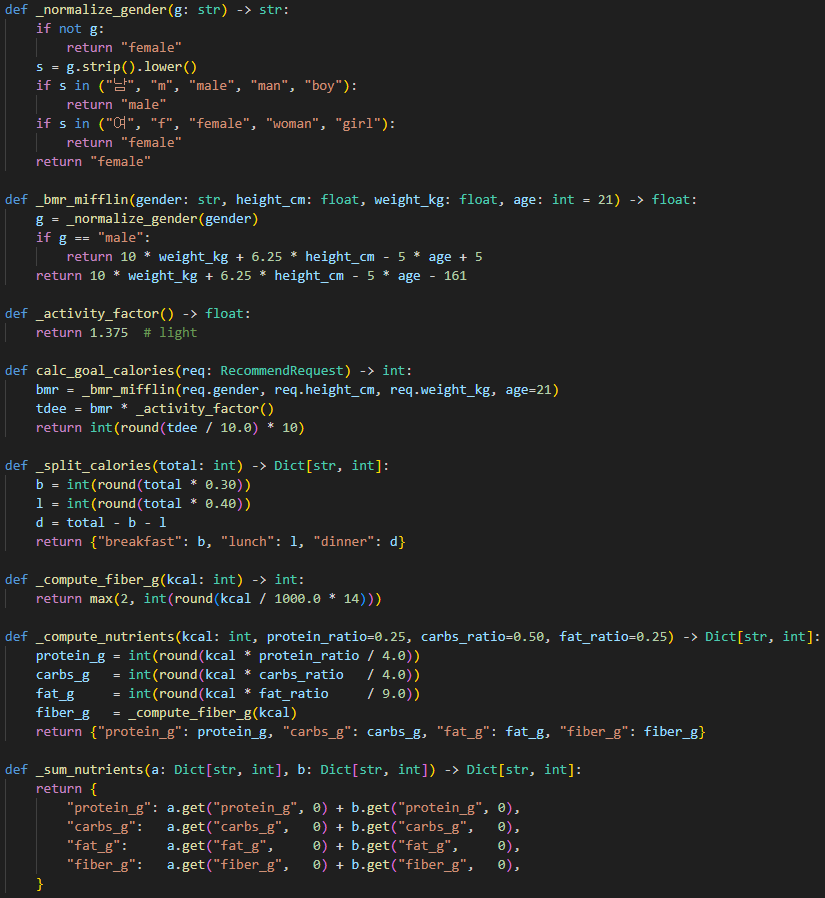 def _normalize_gender(g: str) -> str:
    if not g:
        return "female"
    s = g.strip().lower()
    if s in ("남", "m", "male", "man", "boy"):
        return "male"
    if s in ("여", "f", "female", "woman", "girl"):
        return "female"
    return "female"

def _bmr_mifflin(gender: str, height_cm: float, weight_kg: float, age: int = 21) -> float:
    g = _normalize_gender(gender)
    if g == "male":
        return 10 * weight_kg + 6.25 * height_cm - 5 * age + 5
    return 10 * weight_kg + 6.25 * height_cm - 5 * age - 161

def _activity_factor() -> float:
    return 1.375  # light

def calc_goal_calories(req: RecommendRequest) -> int:
    bmr = _bmr_mifflin(req.gender, req.height_cm, req.weight_kg, age=21)
    tdee = bmr * _activity_factor()
    return int(round(tdee / 10.0) * 10)

def _split_calories(total: int) -> Dict[str, int]:
    b = int(round(total * 0.30))
    l = int(round(total * 0.40))
    d = total - b - l
    return {"breakfast": b, "lunch": l, "dinner": d}

def _compute_fiber_g(kcal: int) -> int:
    return max(2, int(round(kcal / 1000.0 * 14)))

def _compute_nutrients(kcal: int, protein_ratio=0.25, carbs_ratio=0.50, fat_ratio=0.25) -> Dict[str, int]:
    protein_g = int(round(kcal * protein_ratio / 4.0))
    carbs_g   = int(round(kcal * carbs_ratio   / 4.0))
    fat_g     = int(round(kcal * fat_ratio     / 9.0))
    fiber_g   = _compute_fiber_g(kcal)
    return {"protein_g": protein_g, "carbs_g": carbs_g, "fat_g": fat_g, "fiber_g": fiber_g}

def _sum_nutrients(a: Dict[str, int], b: Dict[str, int]) -> Dict[str, int]:
    return {
        "protein_g": a.get("protein_g", 0) + b.get("protein_g", 0),
        "carbs_g":   a.get("carbs_g",   0) + b.get("carbs_g",   0),
        "fat_g":     a.get("fat_g",     0) + b.get("fat_g",     0),
        "fiber_g":   a.get("fiber_g",   0) + b.get("fiber_g",   0),
    }